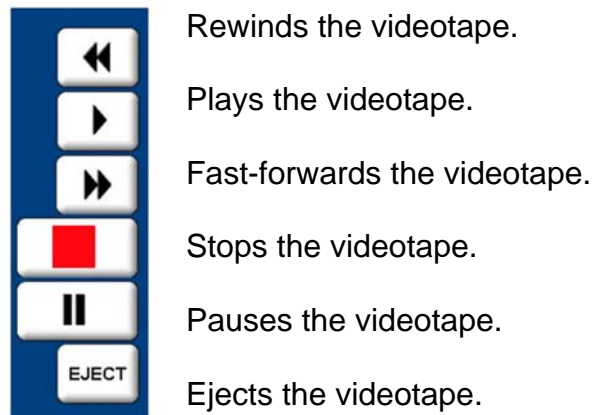 Rewinds the videotape.
Plays the videotape.
Fast-forwards the videotape.
Stops the videotape.
Pauses the videotape.
EJECT
Ejects the videotape.